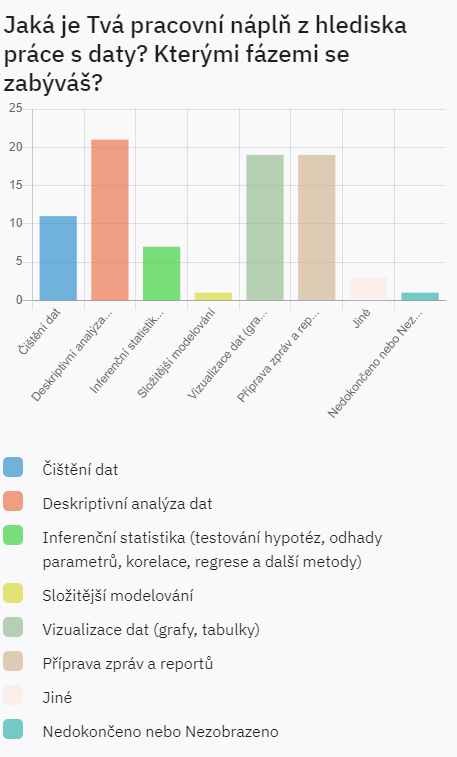 Jaká je Tvá pracovní náplň z hlediska
práce s daty? Kterými fázemi se
zabýváš?
25
20
15
10
5
0
Čištění dat
Deskriptivní analýza...
Inferenční statistik...
Složitější modelování
Vizualizace dat (gra...
Příprava zpráv a rep...
Jiné
Nedokončeno nebo Nez...
Čištění dat
Deskriptivní analýza dat
Inferenční statistika (testování hypotéz, odhady
parametrů, korelace, regrese a další metody)
Složitější modelování
Vizualizace dat (grafy, tabulky)
Příprava zpráv a reportů
Jiné
Nedokončeno nebo Nezobrazeno